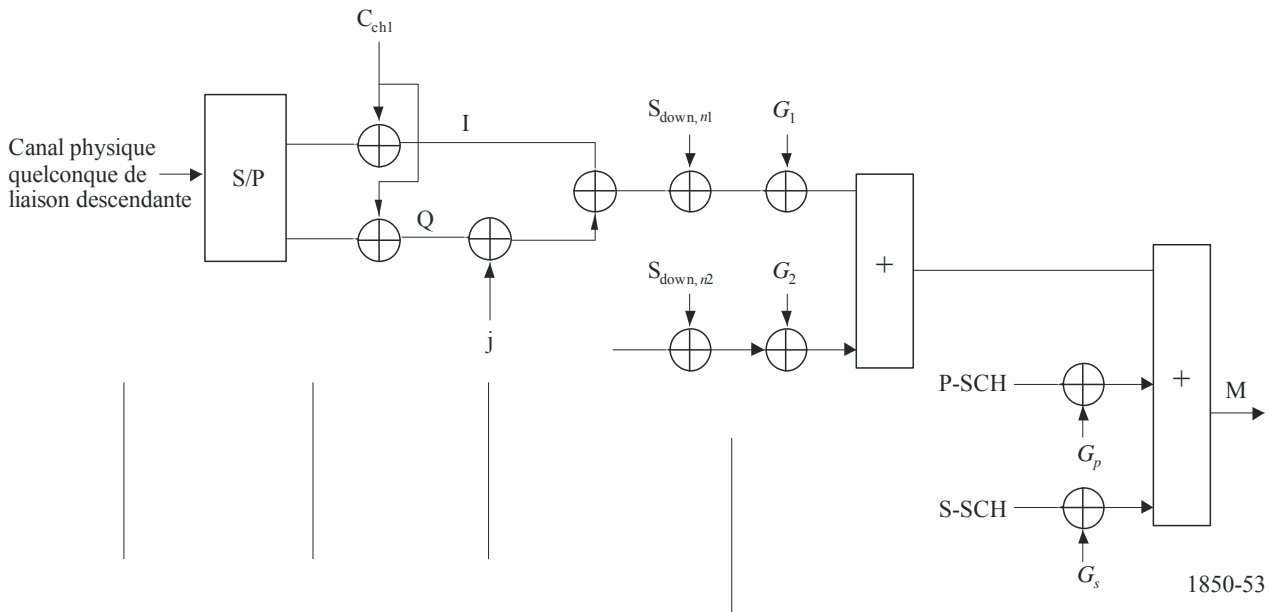 C_ch1
Canal physique
quelconque de
liaison descendante
S/P
I
Q
j
S_down, n1
G_1
S_down, n2
G_2
+
P-SCH
G_p
S-SCH
G_s
+
M
1850-53